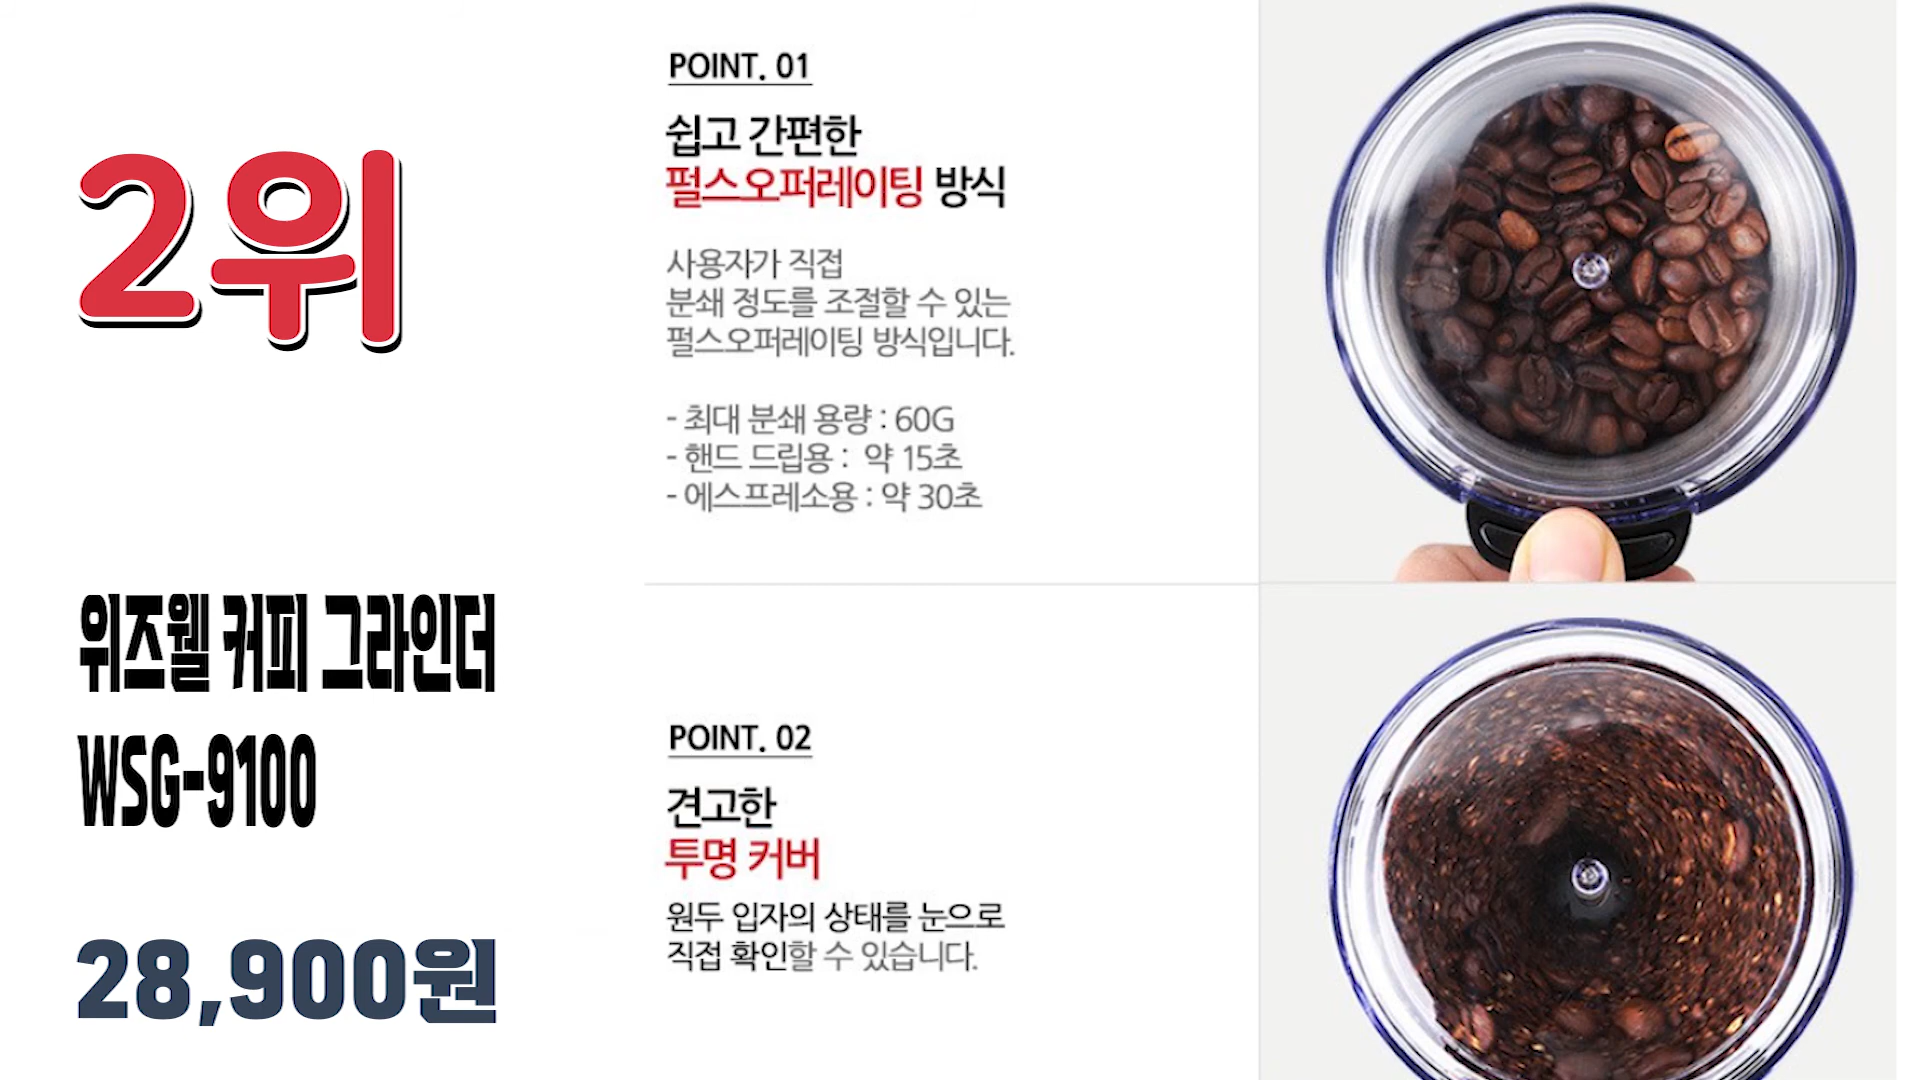 2위
위즈웰 커피 그라인더
WSG-9100
28,900원
POINT. 01
쉽고 간편한
펄스오퍼레이팅 방식
사용자가 직접
분쇄 정도를 조절할 수 있는
펄스오퍼레이팅 방식입니다.
- 최대 분쇄 용량 : 60G
- 핸드 드립용 : 약 15초
- 에스프레소용 : 약 30초
POINT. 02
견고한
투명 커버
원두 입자의 상태를 눈으로
직접 확인할 수 있습니다.